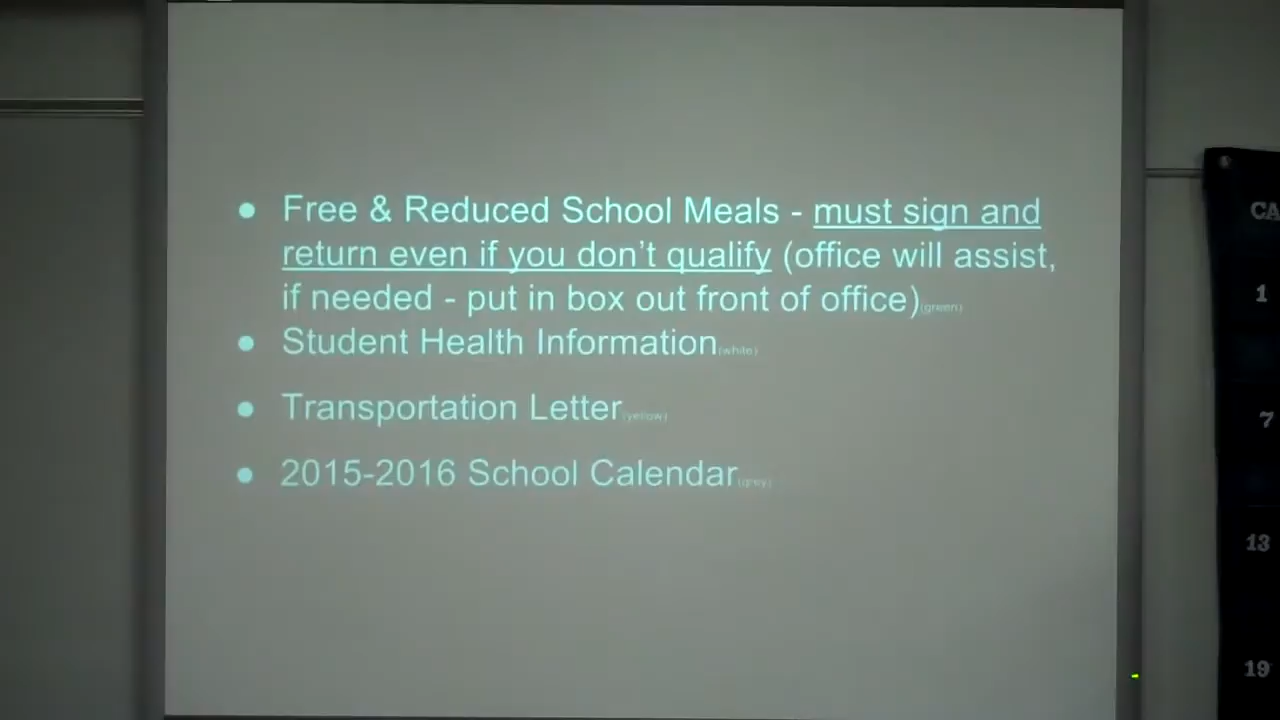 ● Free & Reduced School Meals - must sign and
return even if you don't qualify (office will assist,
if needed - put in box out front of office)(green)
● Student Health Information(white)
● Transportation Letter(yellow)
● 2015-2016 School Calendar(grey)
CA
1
7
13
19